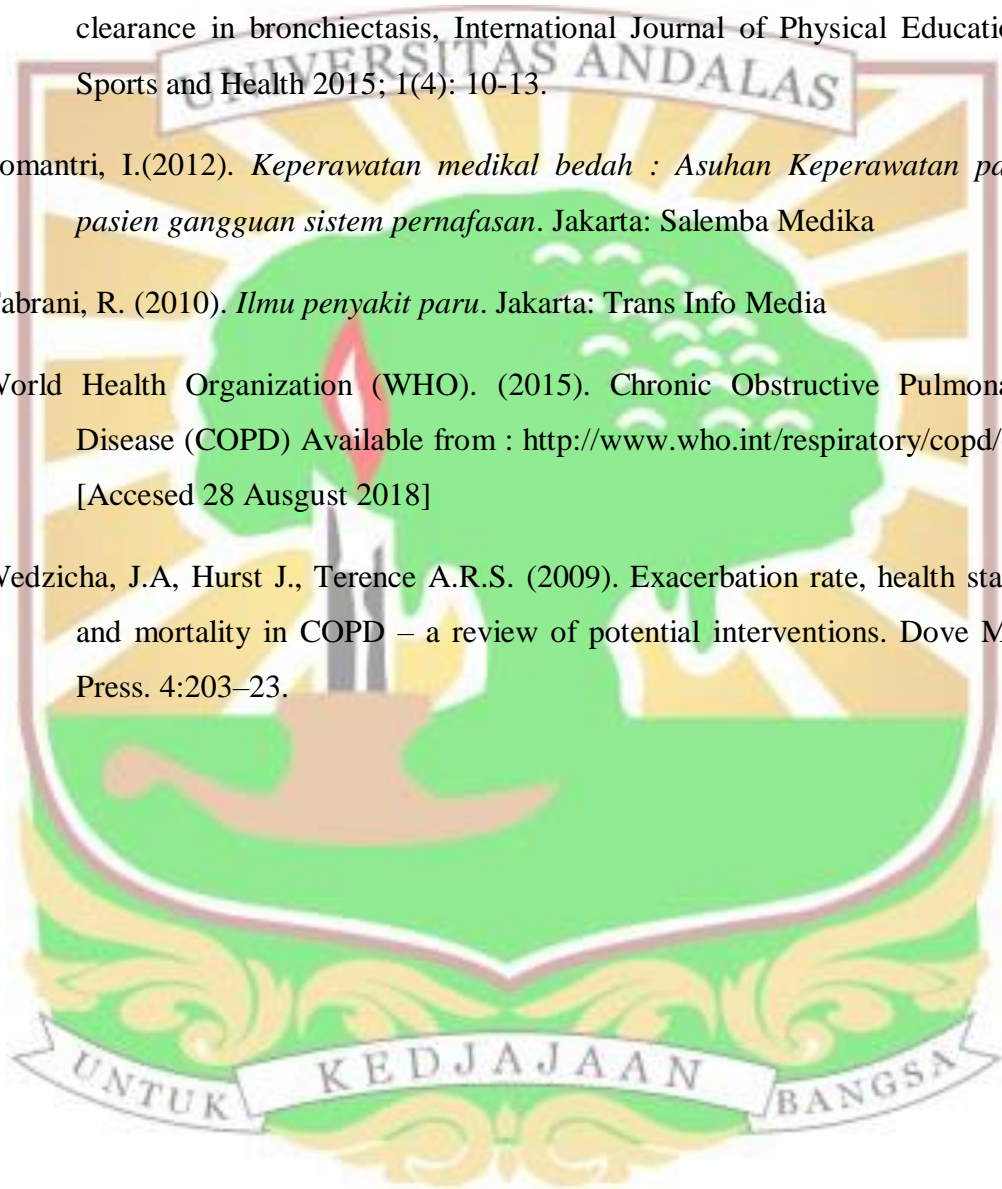 clearance in bronchiectasis, International Journal of Physical Educatio
UNIVERSITAS ANDALAS
Sports and Health 2015; 1(4): 10-13.
omantri, I.(2012). Keperawatan medikal bedah : Asuhan Keperawatan pa
pasien gangguan sistem pernafasan. Jakarta: Salemba Medika
abrani, R. (2010). Ilmu penyakit paru. Jakarta: Trans Info Media
World Health Organization (WHO). (2015). Chronic Obstructive Pulmona
Disease (COPD) Available from : http://www.who.int/respiratory/copd/
[Accesed 28 Ausgust 2018]
Wedzicha, J.A, Hurst J., Terence A.R.S. (2009). Exacerbation rate, health sta
and mortality in COPD – a review of potential interventions. Dove M
Press. 4:203–23.
UNTUK KEDJAJAAN BANGSA